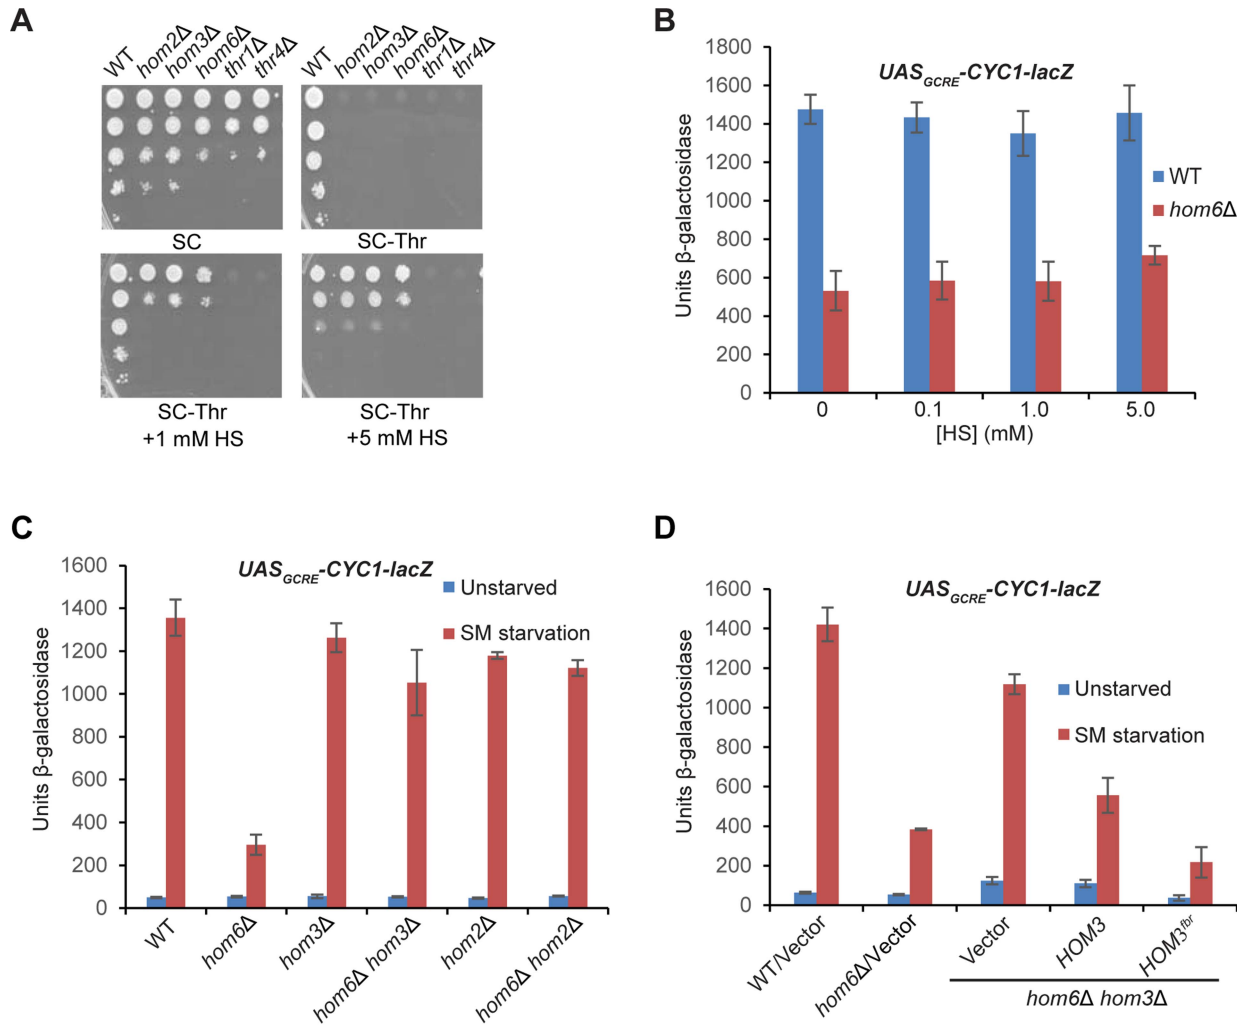 A
WT hom2Δ hom3Δ hom6Δ thr1Δ thr4Δ
WT hom2Δ hom3Δ hom6Δ thr1Δ thr4Δ
SC
SC-Thr
SC-Thr
+1 mM HS
SC-Thr
+5 mM HS
B
UAS_GCRE-CYC1-lacZ
Units β-galactosidase
1800
1600
1400
1200
1000
800
600
400
200
0
WT
hom6Δ
0 0.1 1.0 5.0
[HS] (mM)
C
UAS_GCRE-CYC1-lacZ
Units β-galactosidase
1600
1400
1200
1000
800
600
400
200
0
Unstarved
SM starvation
WT
hom6Δ
hom3Δ
hom6Δ hom3Δ
hom2Δ
hom6Δ hom2Δ
D
UAS_GCRE-CYC1-lacZ
Units β-galactosidase
1600
1400
1200
1000
800
600
400
200
0
Unstarved
SM starvation
WT/Vector
hom6Δ/Vector
Vector
HOM3
HOM3^fbr
hom6Δ hom3Δ